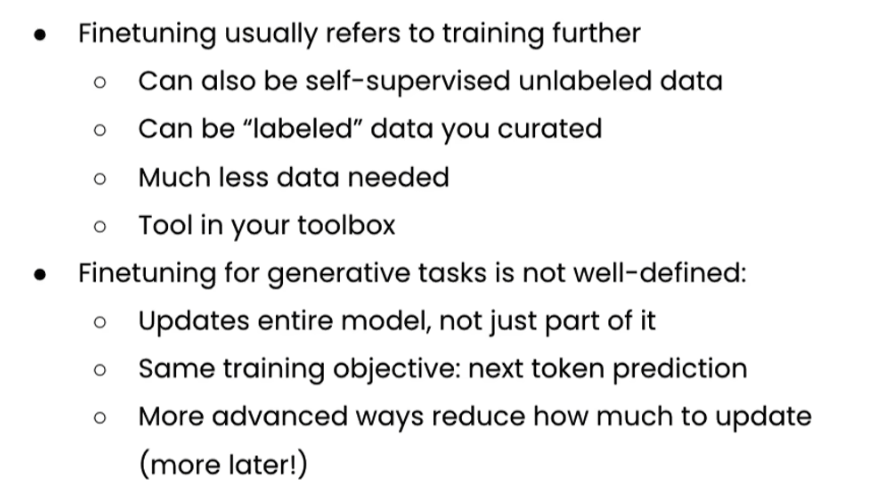 ● Finetuning usually refers to training further
○ Can also be self-supervised unlabeled data
○ Can be “labeled” data you curated
○ Much less data needed
○ Tool in your toolbox
● Finetuning for generative tasks is not well-defined:
○ Updates entire model, not just part of it
○ Same training objective: next token prediction
○ More advanced ways reduce how much to update
(more later!)